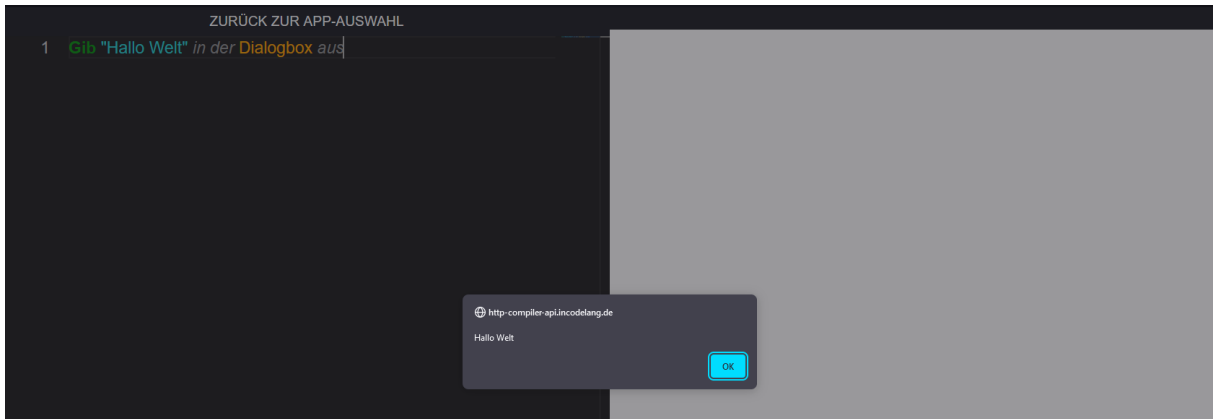 ZURÜCK ZUR APP-AUSWAHL
1 Gib "Hallo Welt" in der Dialogbox aus
http-compiler-api.incodelang.de
Hallo Welt
OK